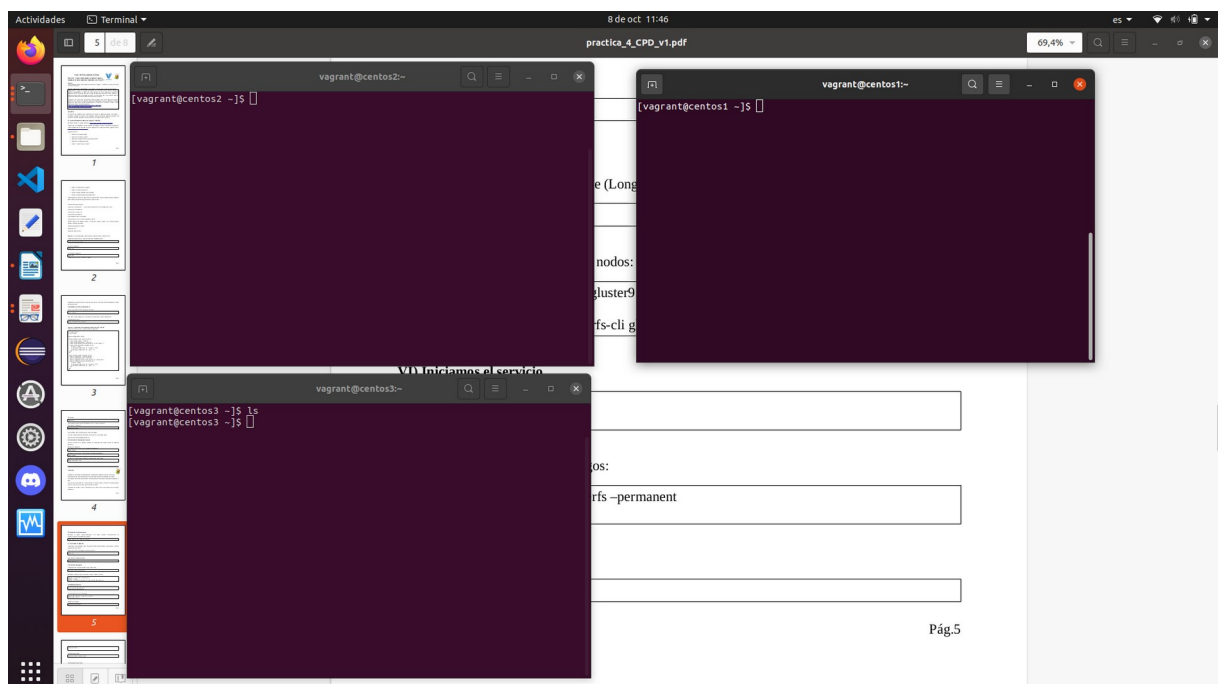 Actividades Terminal 8 de oct 11:46 es
5 de 8 practica_4_CPD_v1.pdf 69,4%
vagrant@centos2:~
[vagrant@centos2 ~]$
vagrant@centos1:~
[vagrant@centos1 ~]$
e (Long
nodos:
gluster9
rfs-cli g
VI) Iniciamos el servicio
vagrant@centos3:~
[vagrant@centos3 ~]$ ls
[vagrant@centos3 ~]$
gos:
rfs –permanent
Pág.5
1
2
3
4
5